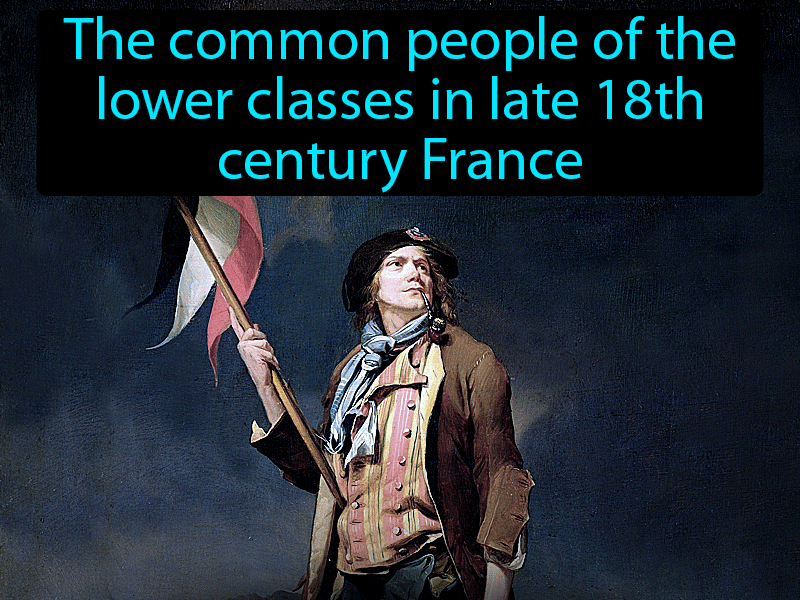 The common people of the
lower classes in late 18th
century France